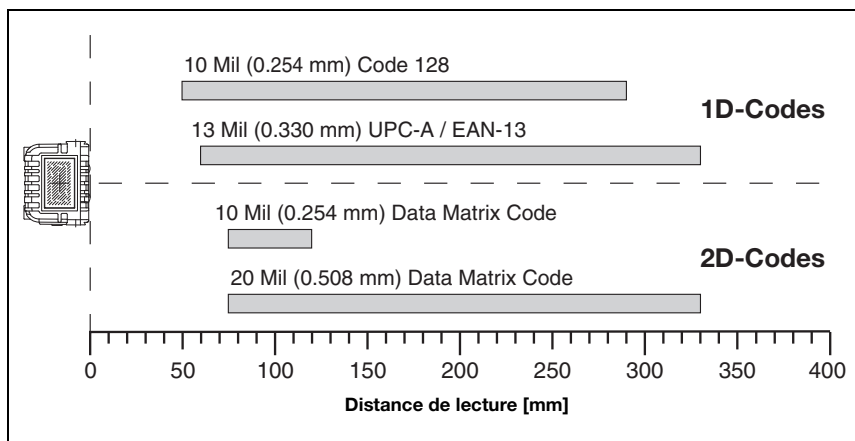 10 Mil (0.254 mm) Code 128
1D-Codes
13 Mil (0.330 mm) UPC-A / EAN-13
10 Mil (0.254 mm) Data Matrix Code
2D-Codes
20 Mil (0.508 mm) Data Matrix Code
0 50 100 150 200 250 300 350 400
Distance de lecture [mm]